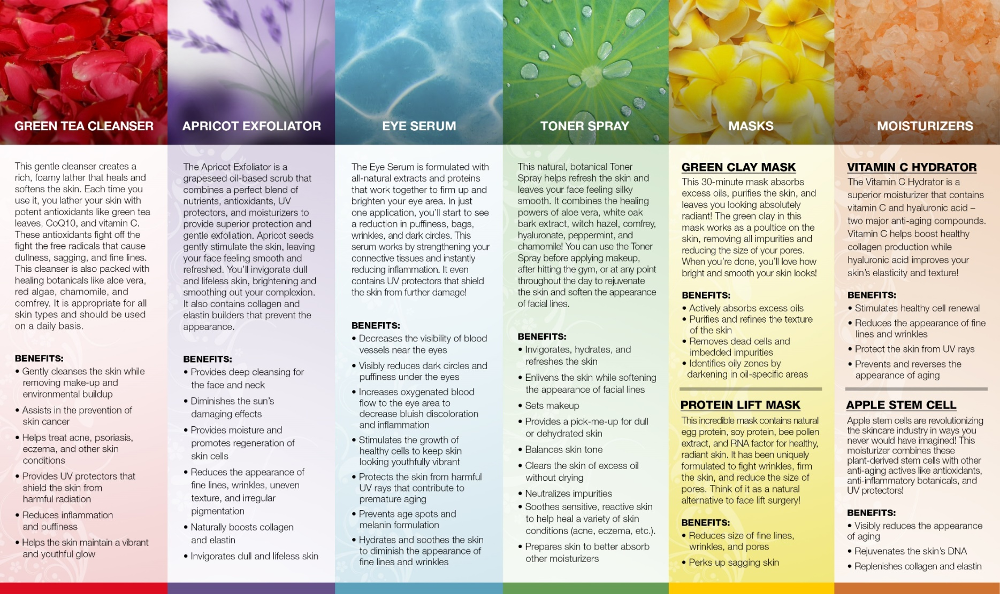 GREEN TEA CLEANSER
This gentle cleanser creates a
rich, foamy lather that heals and
softens the skin. Each time you
use it, you lather your skin with
potent antioxidants like green tea
leaves, CoQ10, and vitamin C.
These antioxidants fight off the
fight the free radicals that cause
dullness, sagging, and fine lines.
This cleanser is also packed with
healing botanicals like aloe vera,
red algae, chamomile, and
comfrey. It is appropriate for all
skin types and should be used
on a daily basis.
BENEFITS:
• Gently cleanses the skin while
removing make-up and
environmental buildup
• Assists in the prevention of
skin cancer
• Helps treat acne, psoriasis,
eczema, and other skin
conditions
• Provides UV protectors that
shield the skin from
harmful radiation
• Reduces inflammation
and puffiness
• Helps the skin maintain a vibrant
and youthful glow
APRICOT EXFOLIATOR
The Apricot Exfoliator is a
grapeseed oil-based scrub that
combines a perfect blend of
nutrients, antioxidants, UV
protectors, and moisturizers to
provide superior protection and
gentle exfoliation. Apricot seeds
gently stimulate the skin, leaving
your face feeling smooth and
refreshed. You'll invigorate dull
and lifeless skin, brightening and
smoothing out your complexion.
It also contains collagen and
elastin builders that prevent the
appearance.
BENEFITS:
• Provides deep cleansing for
the face and neck
• Diminishes the sun's
damaging effects
• Provides moisture and
promotes regeneration of
skin cells
• Reduces the appearance of
fine lines, wrinkles, uneven
texture, and irregular
pigmentation
• Naturally boosts collagen
and elastin
• Invigorates dull and lifeless skin
EYE SERUM
The Eye Serum is formulated with
all-natural extracts and proteins
that work together to firm up and
brighten your eye area. In just
one application, you'll start to see
a reduction in puffiness, bags,
wrinkles, and dark circles. This
serum works by strengthening your
connective tissues and instantly
reducing inflammation. It even
contains UV protectors that shield
the skin from further damage!
BENEFITS:
• Decreases the visibility of blood
vessels near the eyes
• Visibly reduces dark circles and
puffiness under the eyes
• Increases oxygenated blood
flow to the eye area to
decrease bluish discoloration
and inflammation
• Stimulates the growth of
healthy cells to keep skin
looking youthfully vibrant
• Protects the skin from harmful
UV rays that contribute to
premature aging
• Prevents age spots and
melanin formulation
• Hydrates and soothes the skin
to diminish the appearance of
fine lines and wrinkles
TONER SPRAY
This natural, botanical Toner
Spray helps refresh the skin and
leaves your face feeling silky
smooth. It combines the healing
powers of aloe vera, white oak
bark extract, witch hazel, comfrey,
hyaluronate, peppermint, and
chamomile! You can use the Toner
Spray before applying makeup,
after hitting the gym, or at any point
throughout the day to rejuvenate
the skin and soften the appearance
of facial lines.
BENEFITS:
• Invigorates, hydrates, and
refreshes the skin
• Enlivens the skin while softening
the appearance of facial lines
• Sets makeup
• Provides a pick-me-up for dull
or dehydrated skin
• Balances skin tone
• Clears the skin of excess oil
without drying
• Neutralizes impurities
• Soothes sensitive, reactive skin
to help heal a variety of skin
conditions (acne, eczema, etc.).
• Prepares skin to better absorb
other moisturizers
MASKS
GREEN CLAY MASK
This 30-minute mask absorbs
excess oils, purifies the skin, and
leaves you looking absolutely
radiant! The green clay in this
mask works as a poultice on the
skin, removing all impurities and
reducing the size of your pores.
When you're done, you'll love how
bright and smooth your skin looks!
BENEFITS:
• Actively absorbs excess oils
• Purifies and refines the texture
of the skin
• Removes dead cells and
imbedded impurities
• Identifies oily zones by
darkening in oil-specific areas
PROTEIN LIFT MASK
This incredible mask contains natural
egg protein, soy protein, bee pollen
extract, and RNA factor for healthy,
radiant skin. It has been uniquely
formulated to fight wrinkles, firm
the skin, and reduce the size of
pores. Think of it as a natural
alternative to face lift surgery!
BENEFITS:
• Reduces size of fine lines,
wrinkles, and pores
• Perks up sagging skin
MOISTURIZERS
VITAMIN C HYDRATOR
The Vitamin C Hydrator is a
superior moisturizer that contains
vitamin C and hyaluronic acid –
two major anti-aging compounds.
Vitamin C helps boost healthy
collagen production while
hyaluronic acid improves your
skin's elasticity and texture!
BENEFITS:
• Stimulates healthy cell renewal
• Reduces the appearance of fine
lines and wrinkles
• Protect the skin from UV rays
• Prevents and reverses the
appearance of aging
APPLE STEM CELL
Apple stem cells are revolutionizing
the skincare industry in ways you
never would have imagined! This
moisturizer combines these
plant-derived stem cells with other
anti-aging actives like antioxidants,
anti-inflammatory botanicals, and
UV protectors!
BENEFITS:
• Visibly reduces the appearance
of aging
• Rejuvenates the skin's DNA
• Replenishes collagen and elastin